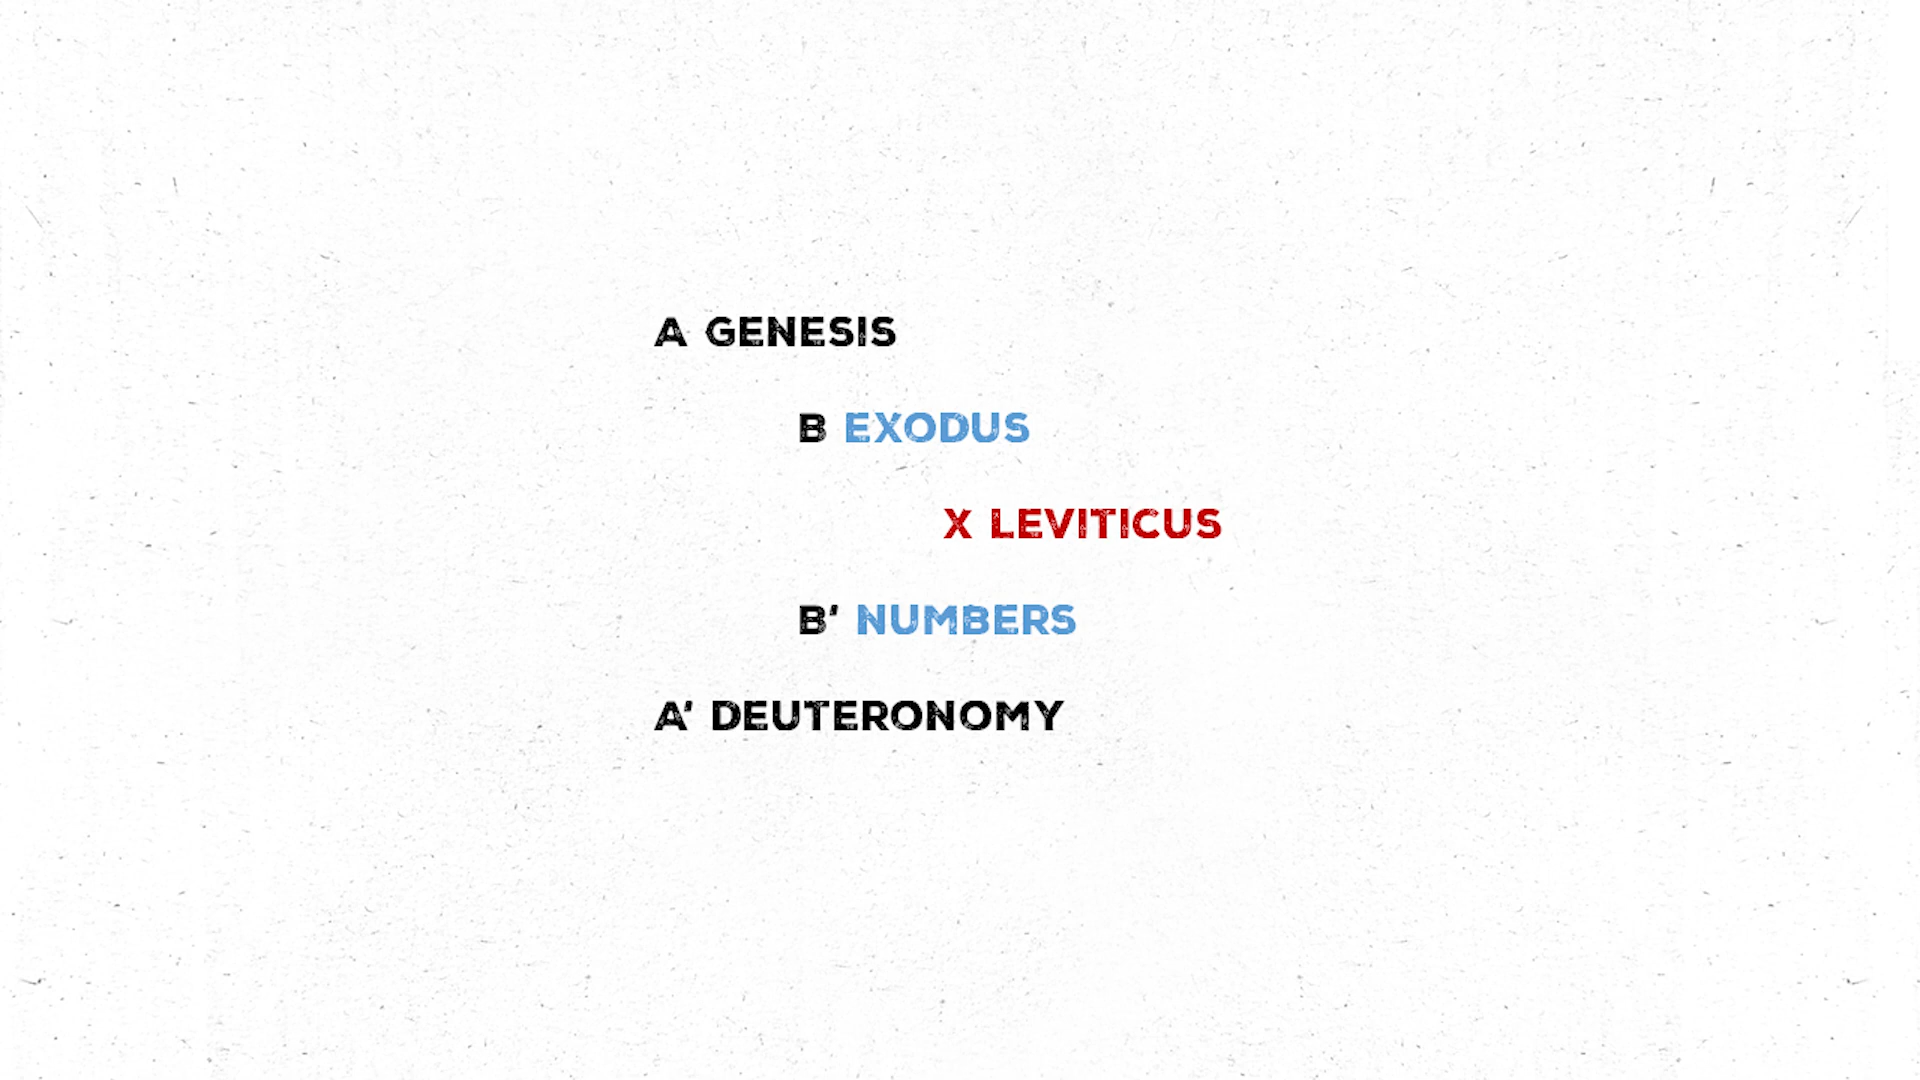 A GENESIS
B EXODUS
X LEVITICUS
B' NUMBERS
A' DEUTERONOMY